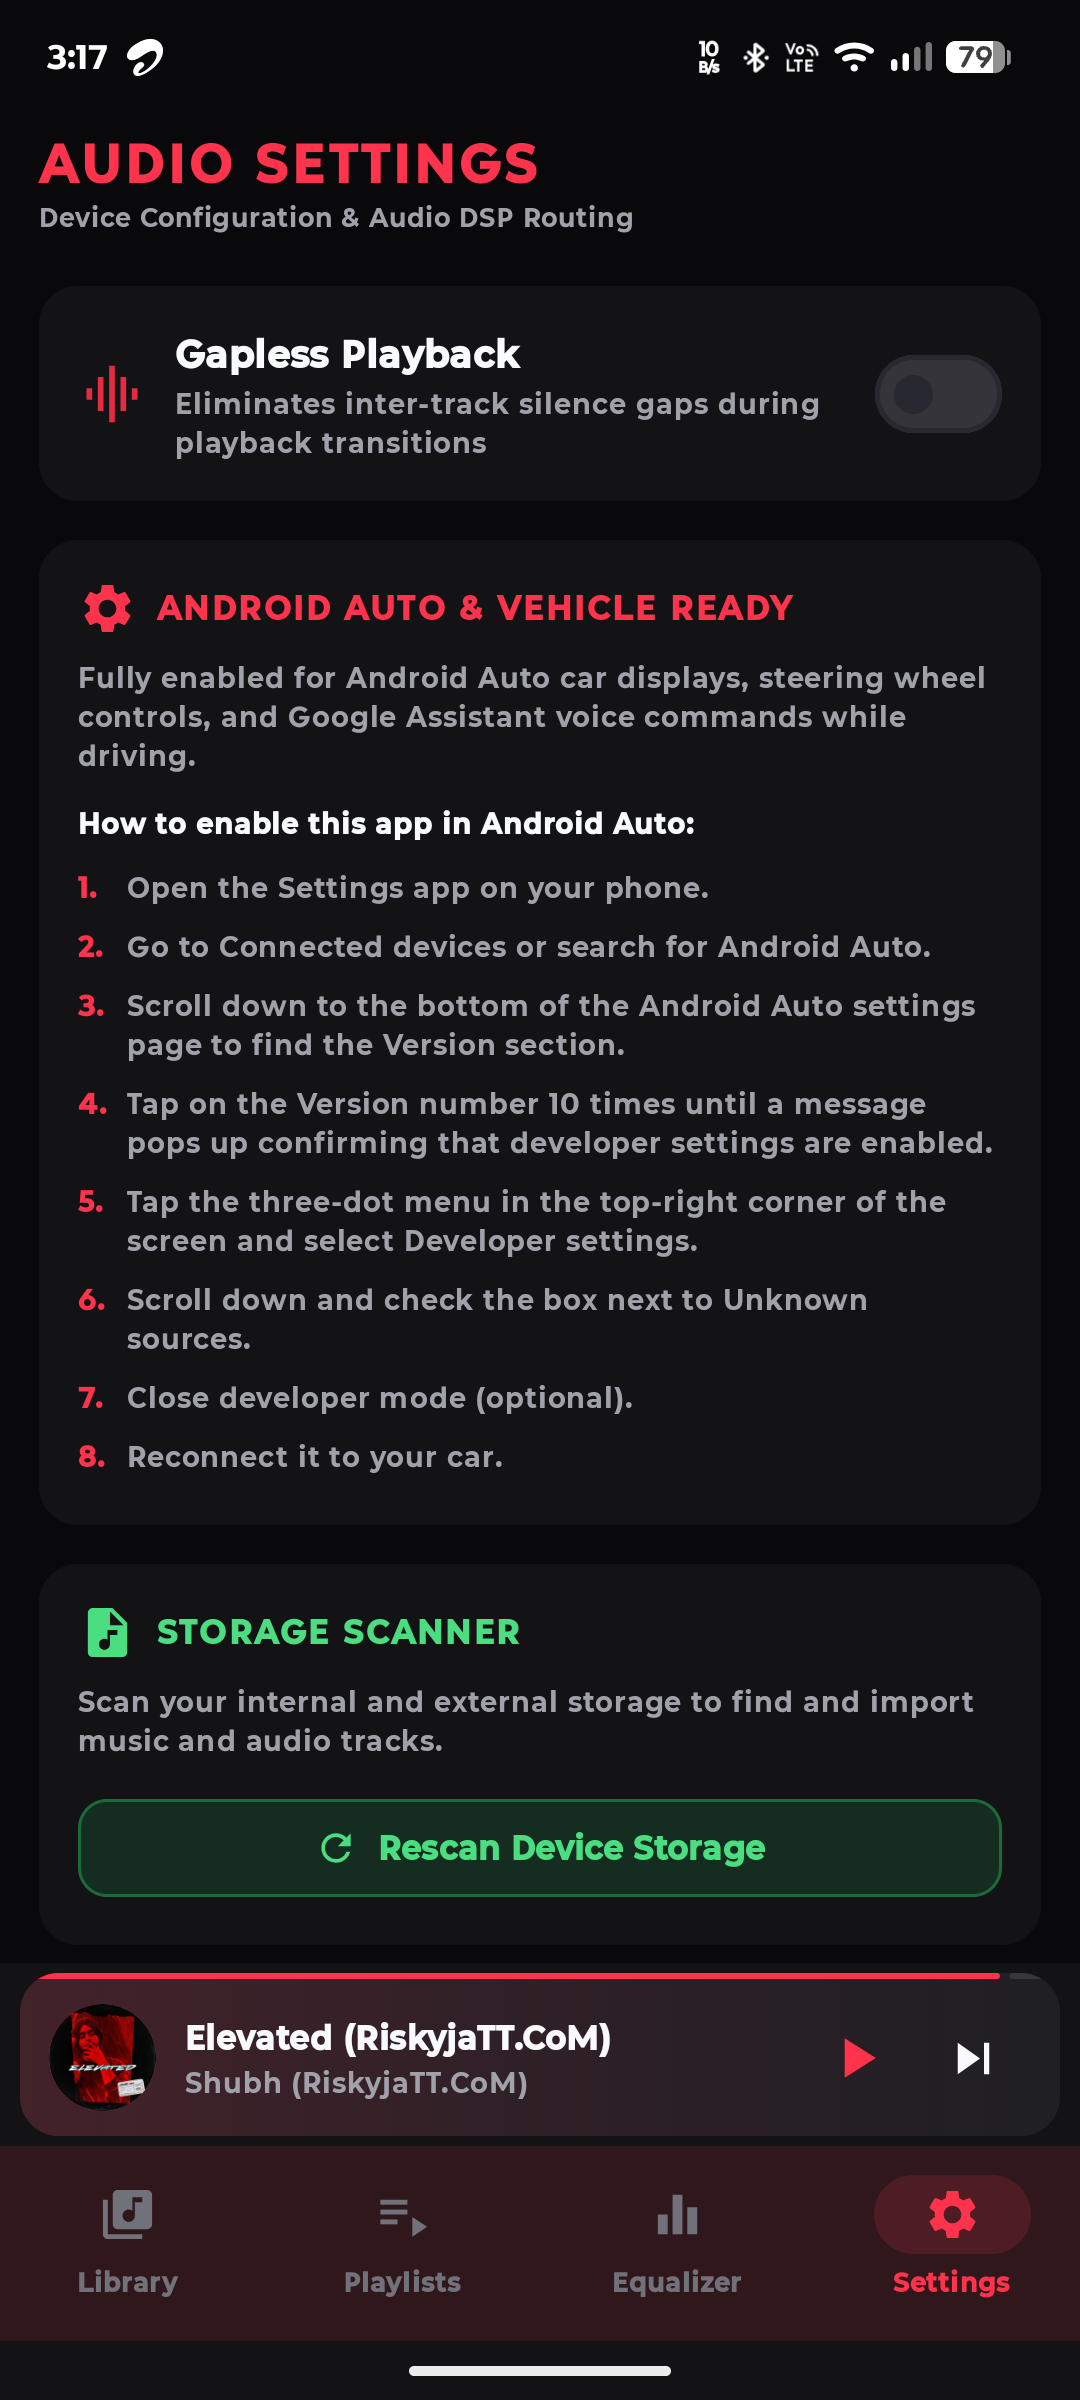 3:17
10
B/s
Vo
LTE
79
AUDIO SETTINGS
Device Configuration & Audio DSP Routing
Gapless Playback
Eliminates inter-track silence gaps during
playback transitions
ANDROID AUTO & VEHICLE READY
Fully enabled for Android Auto car displays, steering wheel
controls, and Google Assistant voice commands while
driving.
How to enable this app in Android Auto:
1. Open the Settings app on your phone.
2. Go to Connected devices or search for Android Auto.
3. Scroll down to the bottom of the Android Auto settings
page to find the Version section.
4. Tap on the Version number 10 times until a message
pops up confirming that developer settings are enabled.
5. Tap the three-dot menu in the top-right corner of the
screen and select Developer settings.
6. Scroll down and check the box next to Unknown
sources.
7. Close developer mode (optional).
8. Reconnect it to your car.
STORAGE SCANNER
Scan your internal and external storage to find and import
music and audio tracks.
Rescan Device Storage
ELEVATED
Elevated (RiskyjaTT.CoM)
Shubh (RiskyjaTT.CoM)
Library
Playlists
Equalizer
Settings